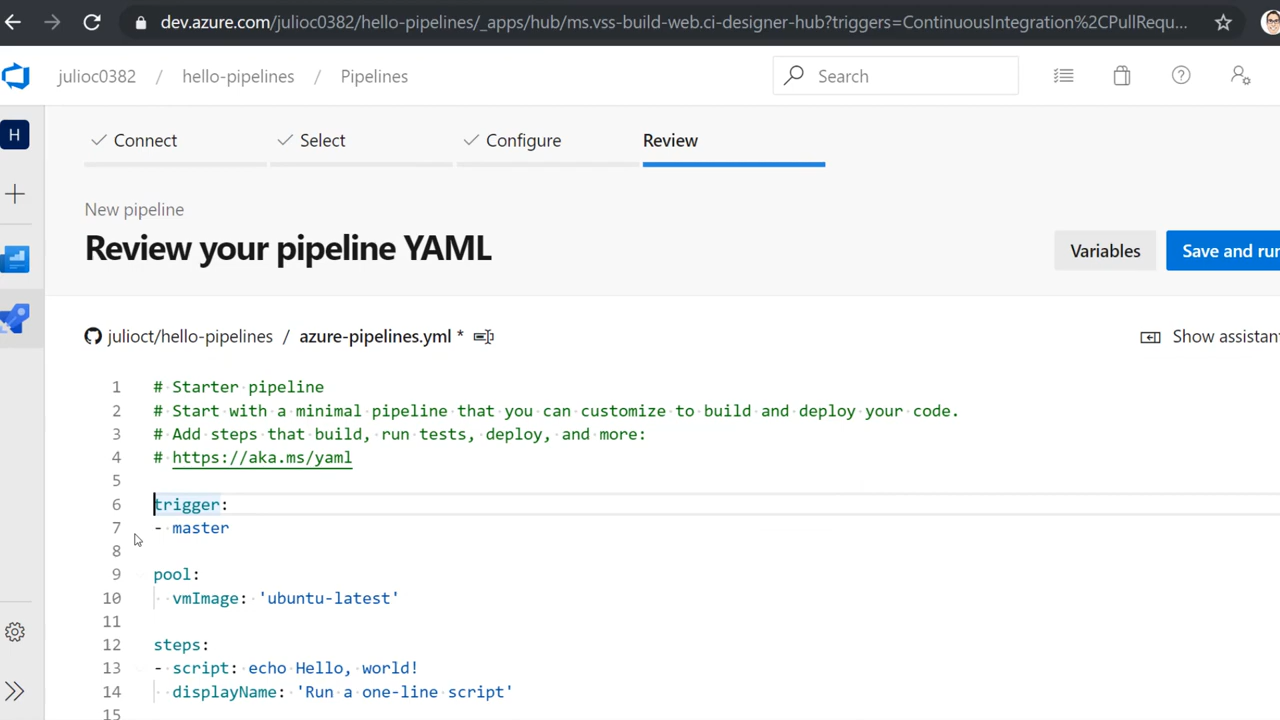 dev.azure.com/julioc0382/hello-pipelines/_apps/hub/ms.vss-build-web.ci-designer-hub?triggers=ContinuousIntegration%2CPullRequ...
julioc0382 / hello-pipelines / Pipelines Search
H
Connect Select Configure Review
New pipeline
Review your pipeline YAML
Variables Save and run
julioct/hello-pipelines / azure-pipelines.yml * Show assistan
1 # Starter pipeline
2 # Start with a minimal pipeline that you can customize to build and deploy your code.
3 # Add steps that build, run tests, deploy, and more:
4 # https://aka.ms/yaml
5
6 trigger:
7 - master
8
9 pool:
10 vmImage: 'ubuntu-latest'
11
12 steps:
13 - script: echo Hello, world!
14 displayName: 'Run a one-line script'
15